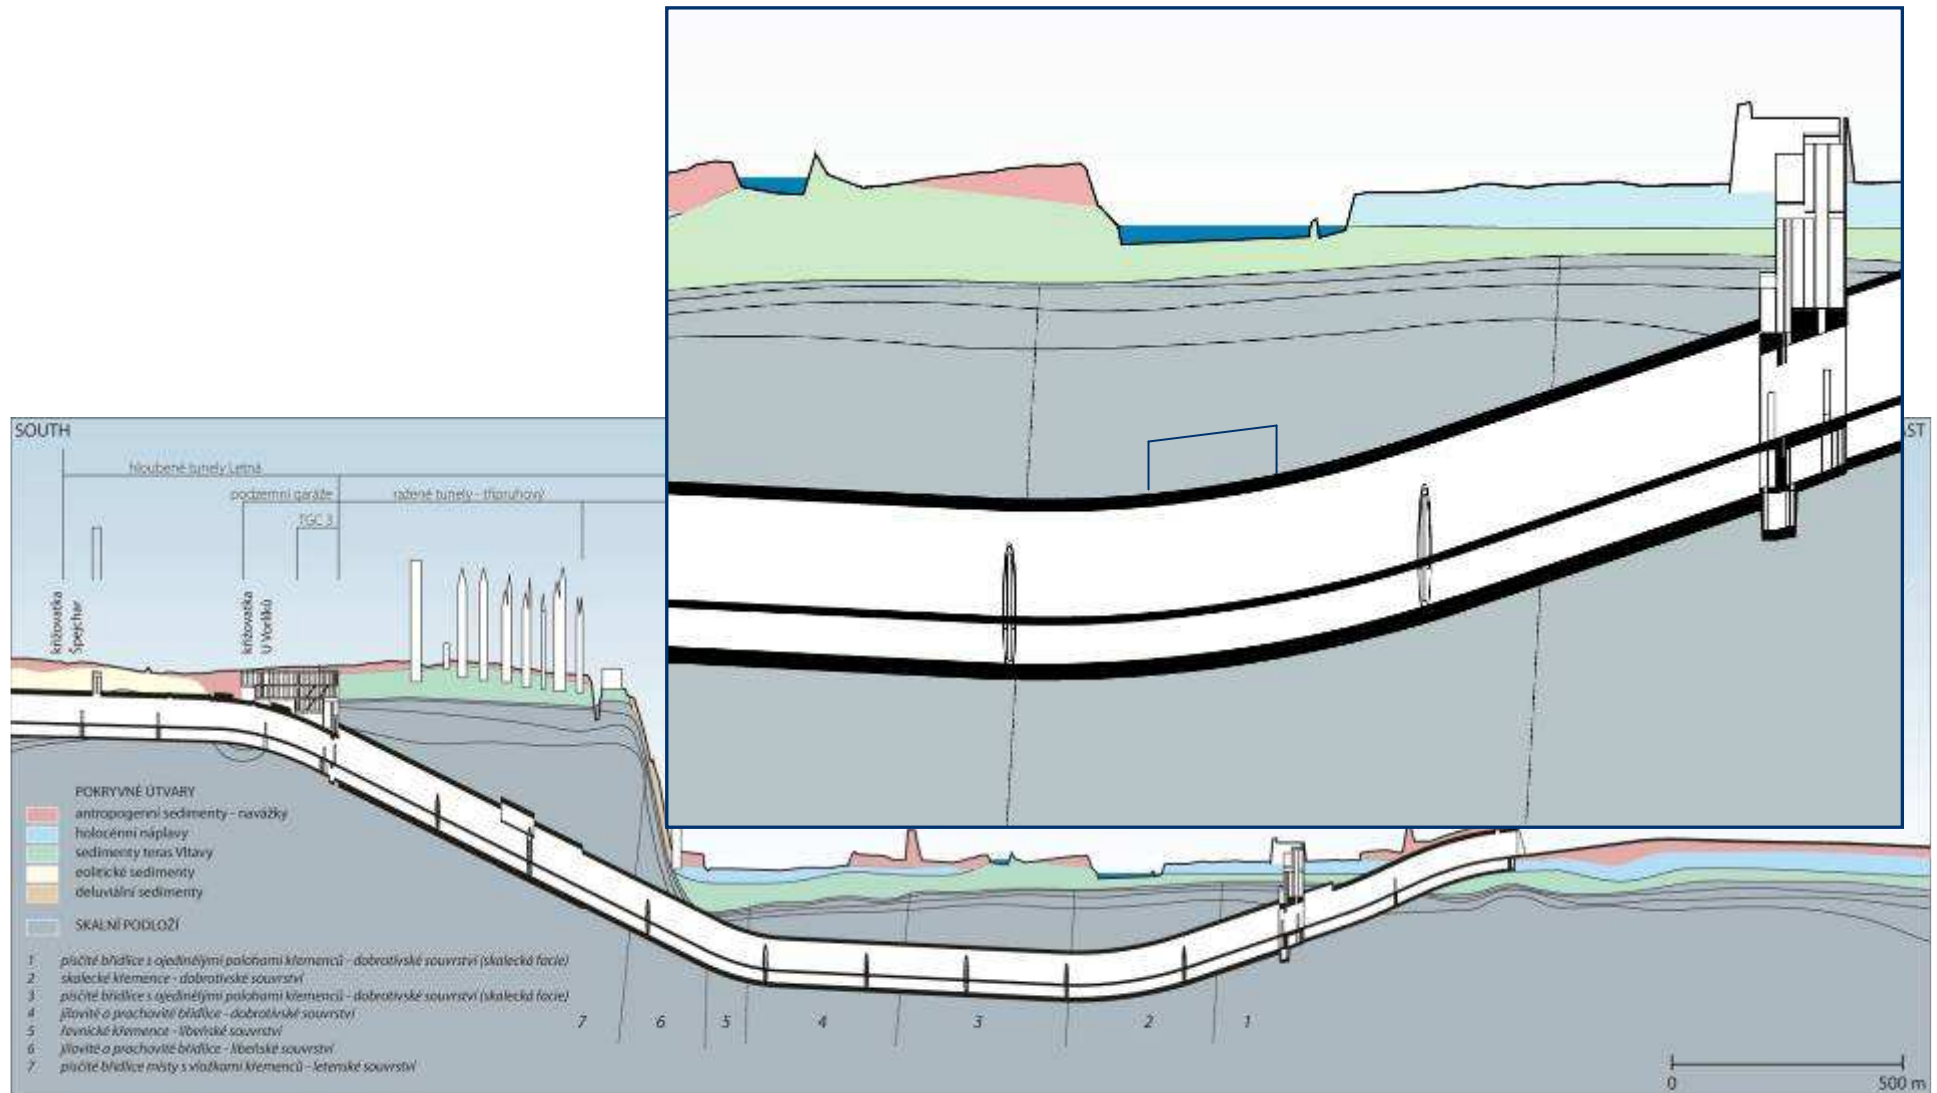 SOUTH
ST
hloubené tunely Letná
podzemní garáže
ražené tunely - třípruhový
TGC 3
křižovatka
Špejchar
křižovatka
U Vorlíků
POKRYVNÉ ÚTVARY
antropogenní sedimenty - navážky
holocénní náplavy
sedimenty teras Vltavy
eolitické sedimenty
deluviální sedimenty
SKALNÍ PODLOŽÍ
1 písčité břidlice s ojedinělými polohami křemenců - dobrotivské souvrství (skalecká facie)
2 skalecké křemence - dobrotivské souvrství
3 písčité břidlice s ojedinělými polohami křemenců - dobrotivské souvrství (skalecká facie)
4 jílovité a prachovité břidlice - dobrotivské souvrství
5 řevnické křemence - libeňské souvrství
6 jílovité a prachovité břidlice - libeňské souvrství
7 písčité břidlice místy s vložkami křemenců - letenské souvrství
7 6 5 4 3 2 1
0 500 m